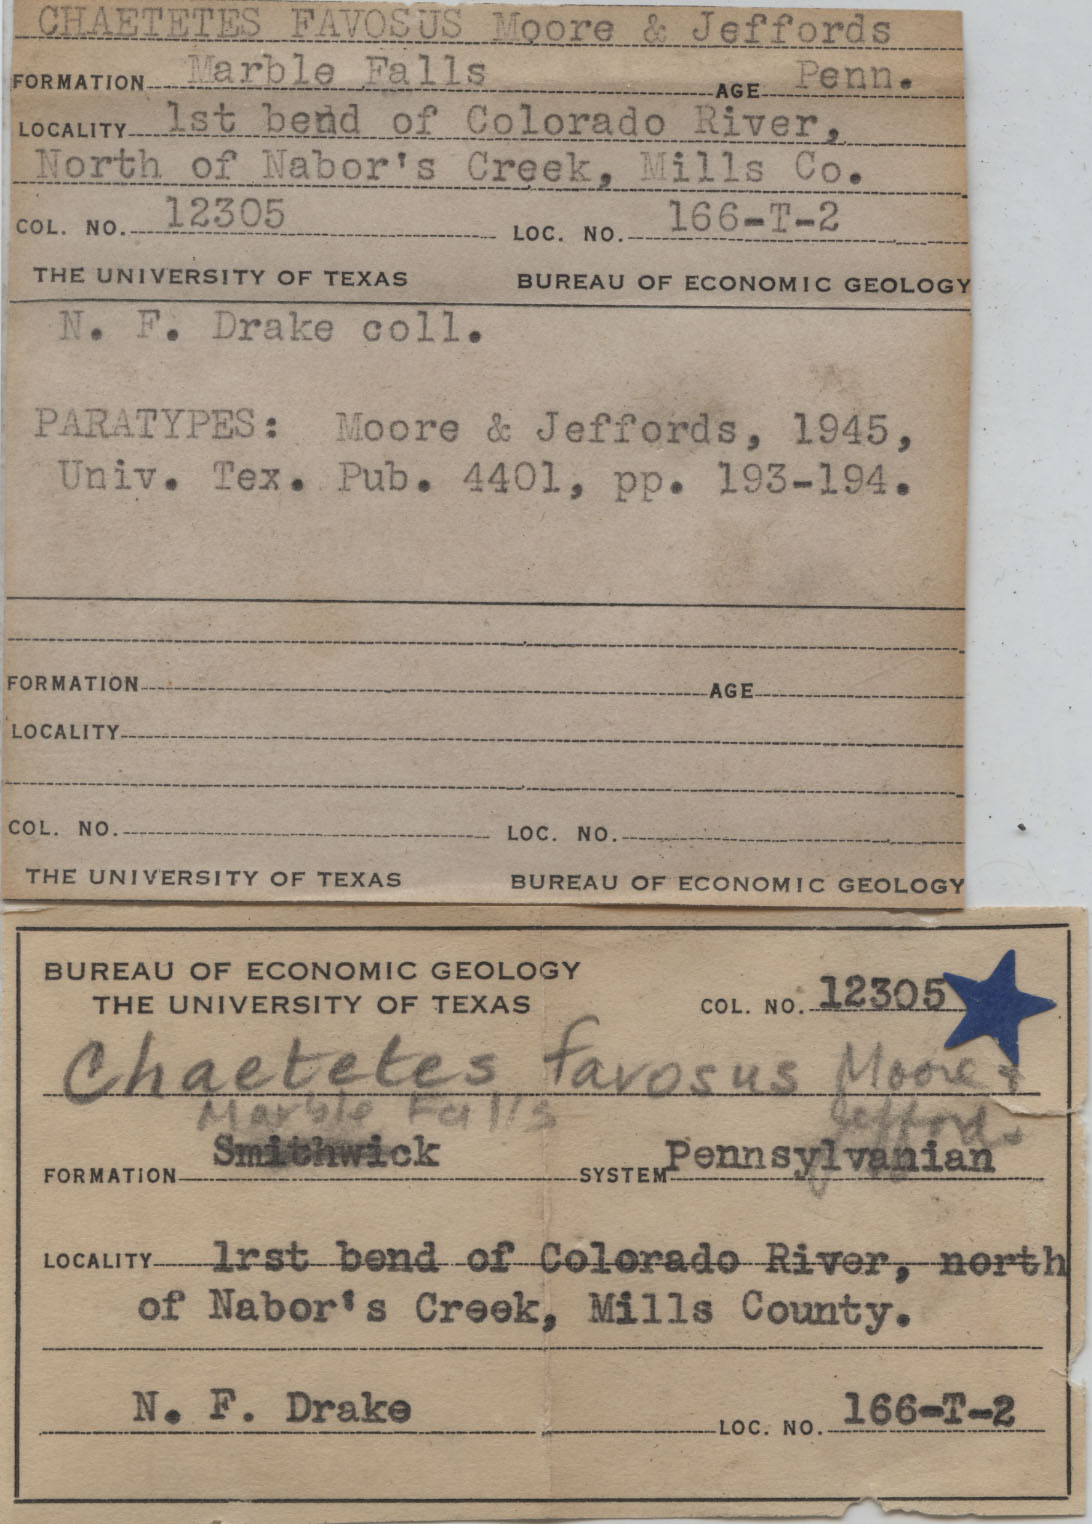 CHAETETES FAVOSUS Moore & Jeffords
FORMATION Marble Falls AGE Penn.
LOCALITY 1st bend of Colorado River,
North of Nabor's Creek, Mills Co.
COL. NO. 12305 LOC. NO. 166-T-2
THE UNIVERSITY OF TEXAS BUREAU OF ECONOMIC GEOLOGY
N. F. Drake coll.
PARATYPES: Moore & Jeffords, 1945,
Univ. Tex. Pub. 4401, pp. 193-194.
FORMATION AGE
LOCALITY
COL. NO. LOC. NO.
THE UNIVERSITY OF TEXAS BUREAU OF ECONOMIC GEOLOGY
BUREAU OF ECONOMIC GEOLOGY
THE UNIVERSITY OF TEXAS COL. NO. 12305
Chaetetes favosus Moore &
Marble Falls Jeffords
FORMATION Smithwick SYSTEM Pennsylvanian
LOCALITY 1rst bend of Colorado River, north
of Nabor's Creek, Mills County.
N. F. Drake LOC. NO. 166-T-2